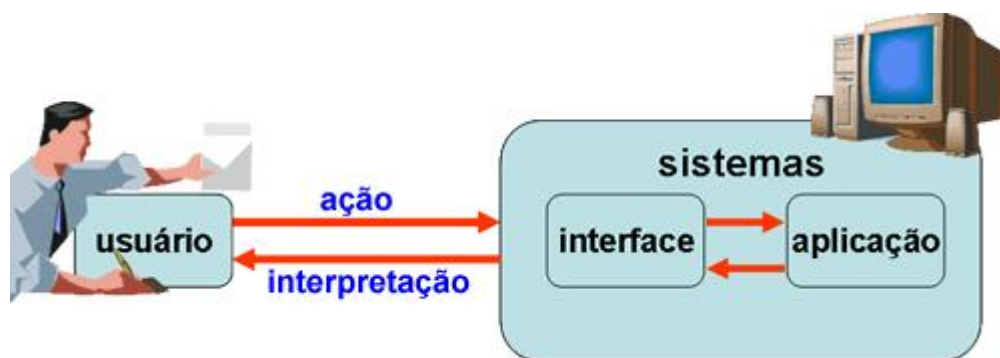 sistemas
ação
usuário
interface
aplicação
interpretação